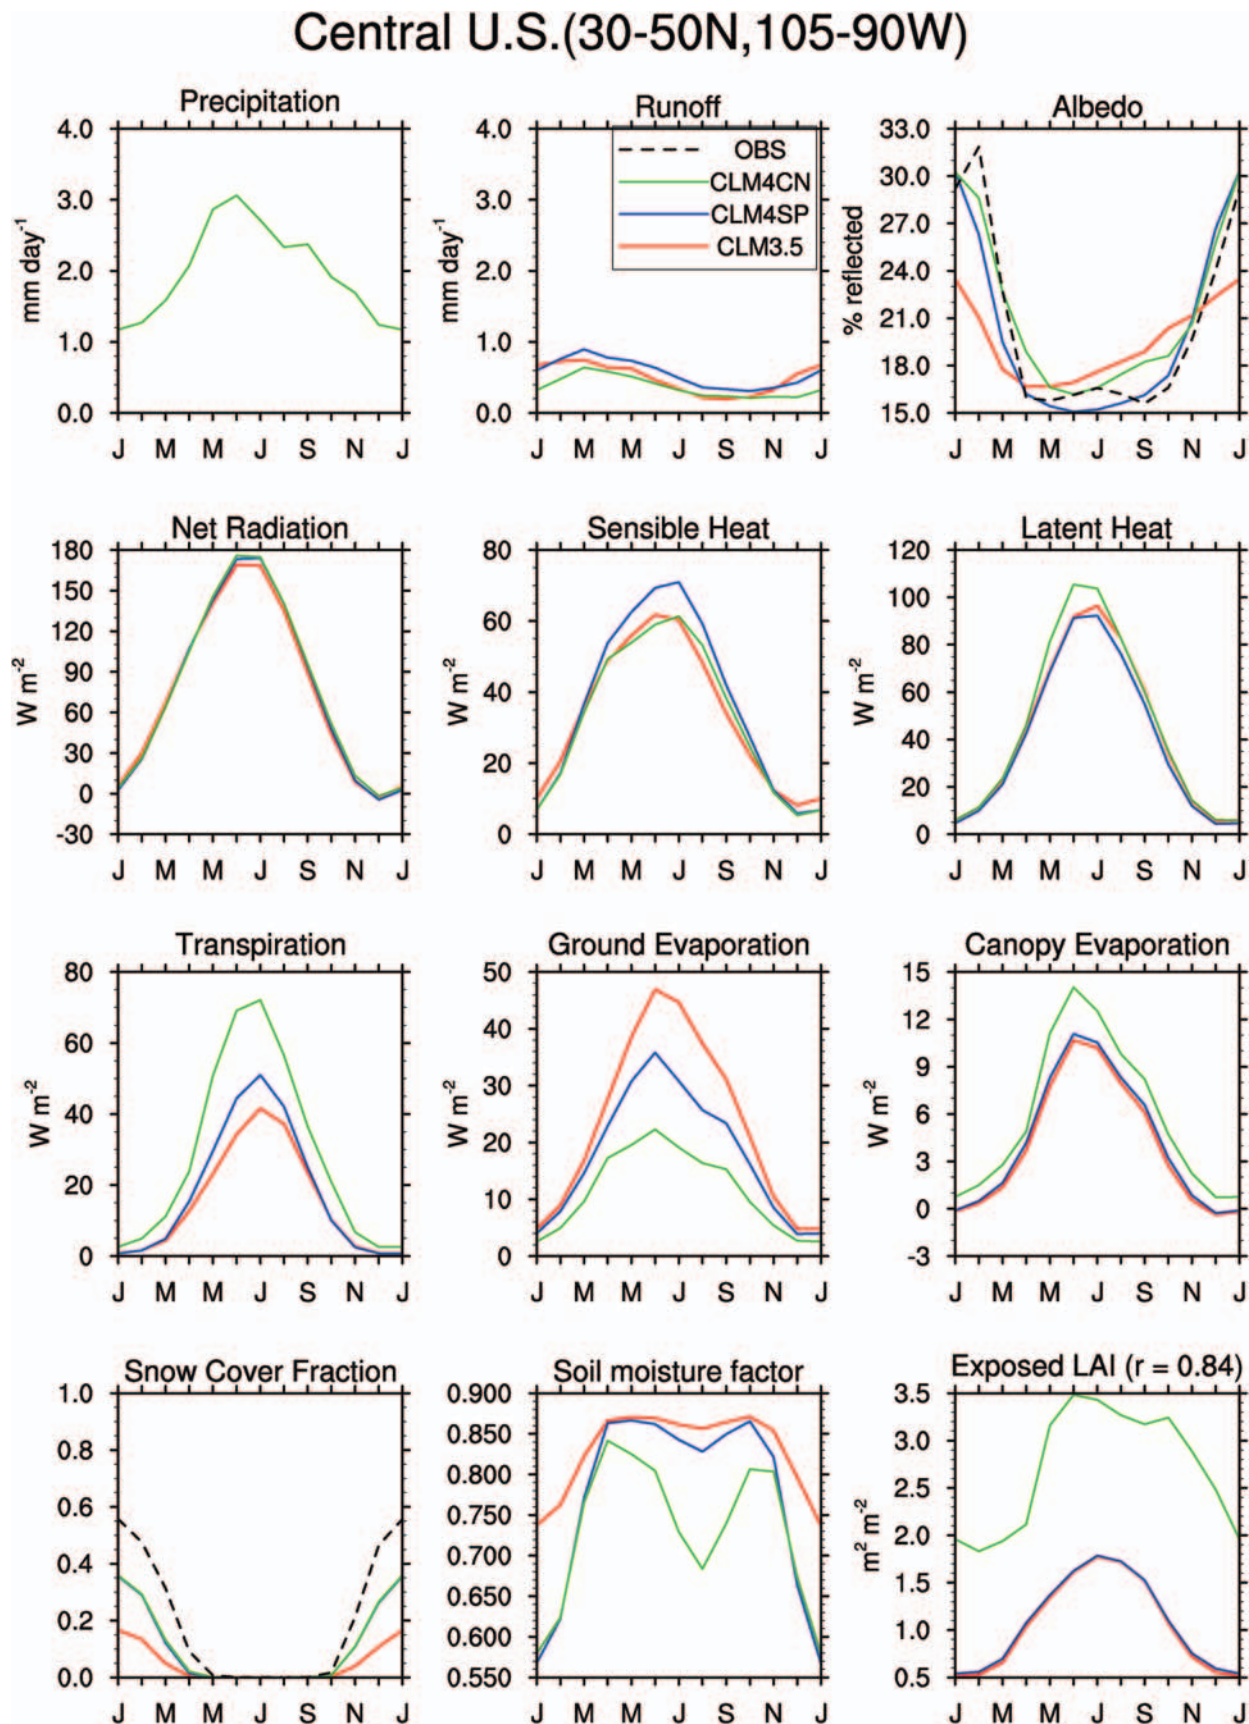 Central U.S.(30-50N,105-90W)
Precipitation
4.0
3.0
2.0
1.0
0.0
mm day-1
J M M J S N J
Runoff
4.0
3.0
2.0
1.0
0.0
mm day-1
OBS
CLM4CN
CLM4SP
CLM3.5
J M M J S N J
Albedo
33.0
30.0
27.0
24.0
21.0
18.0
15.0
% reflected
J M M J S N J
Net Radiation
180
150
120
90
60
30
0
-30
W m-2
J M M J S N J
Sensible Heat
80
60
40
20
0
W m-2
J M M J S N J
Latent Heat
120
100
80
60
40
20
0
W m-2
J M M J S N J
Transpiration
80
60
40
20
0
W m-2
J M M J S N J
Ground Evaporation
50
40
30
20
10
0
W m-2
J M M J S N J
Canopy Evaporation
15
12
9
6
3
0
-3
W m-2
J M M J S N J
Snow Cover Fraction
1.0
0.8
0.6
0.4
0.2
0.0
J M M J S N J
Soil moisture factor
0.900
0.850
0.800
0.750
0.700
0.650
0.600
0.550
J M M J S N J
Exposed LAI (r = 0.84)
3.5
3.0
2.5
2.0
1.5
1.0
0.5
m2 m-2
J M M J S N J